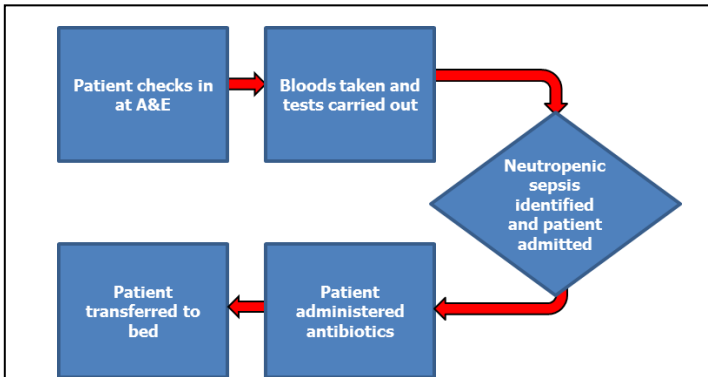 Patient checks in
at A&E
Bloods taken and
tests carried out
Neutropenic
sepsis
identified
and patient
admitted
Patient
administered
antibiotics
Patient
transferred to
bed